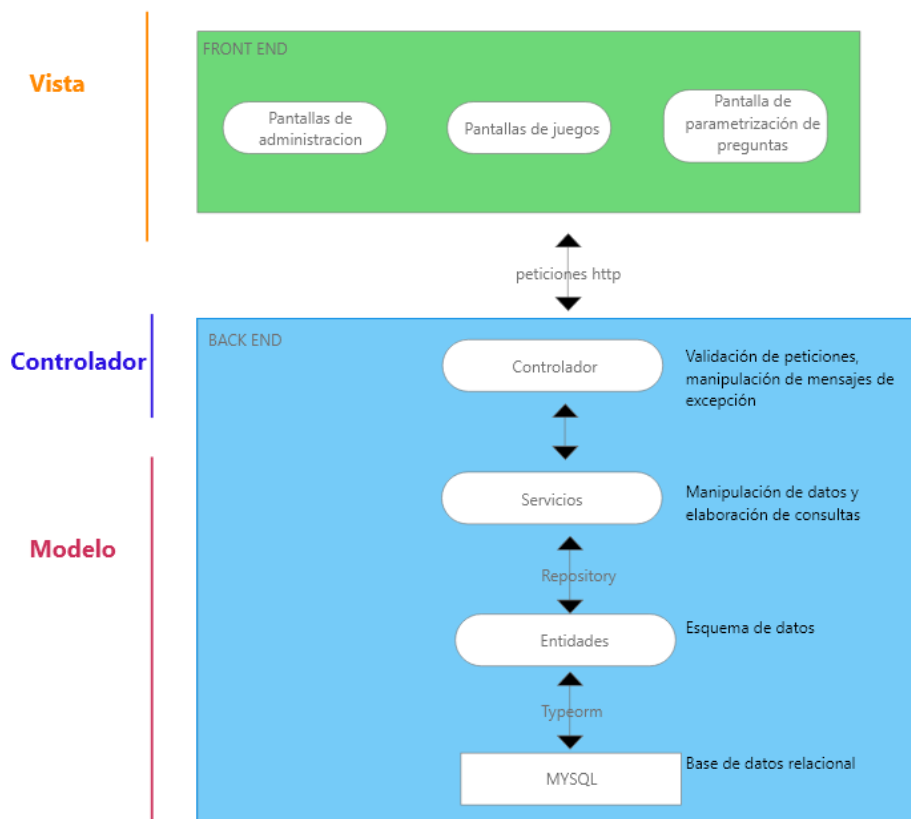 Vista
FRONT END
Pantallas de
administracion
Pantallas de juegos
Pantalla de
parametrización de
preguntas
peticiones http
Controlador
BACK END
Controlador
Validación de peticiones,
manipulación de mensajes de
excepción
Modelo
Servicios
Manipulación de datos y
elaboración de consultas
Repository
Entidades
Esquema de datos
Typeorm
MYSQL
Base de datos relacional